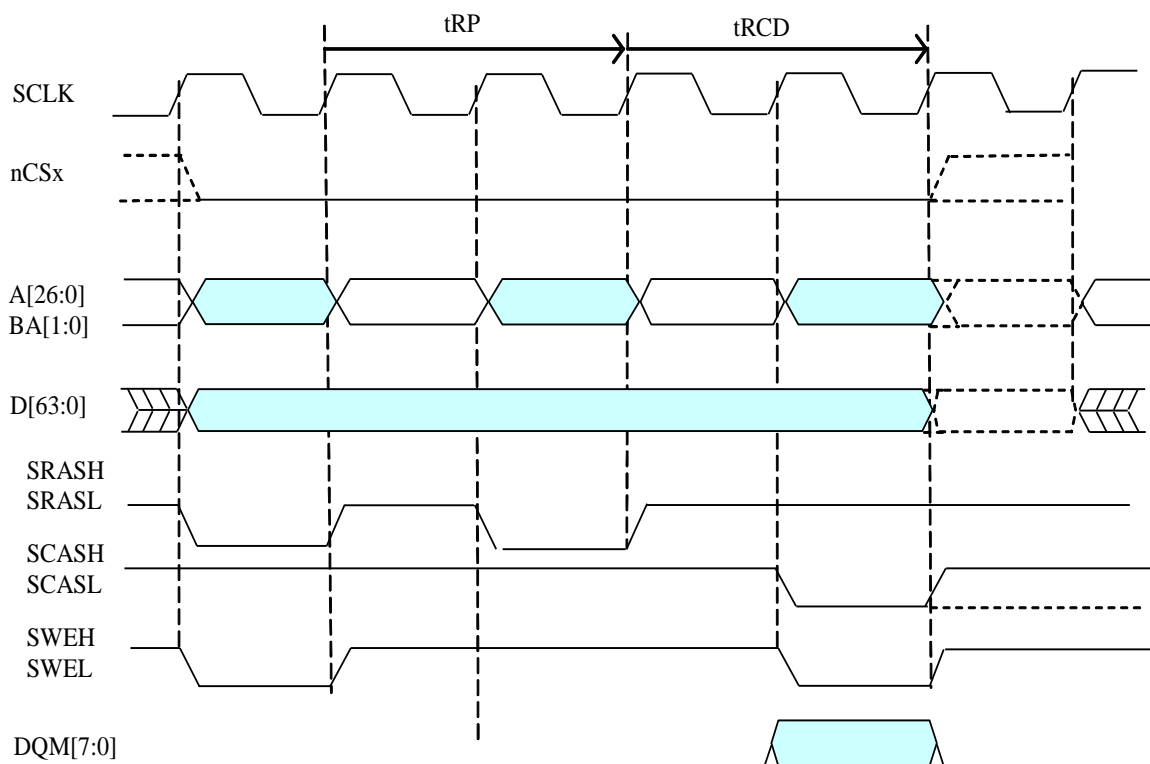 tRP
tRCD
SCLK
nCSx
A[26:0]
BA[1:0]
D[63:0]
SRASH
SRASL
SCASH
SCASL
SWEH
SWEL
DQM[7:0]